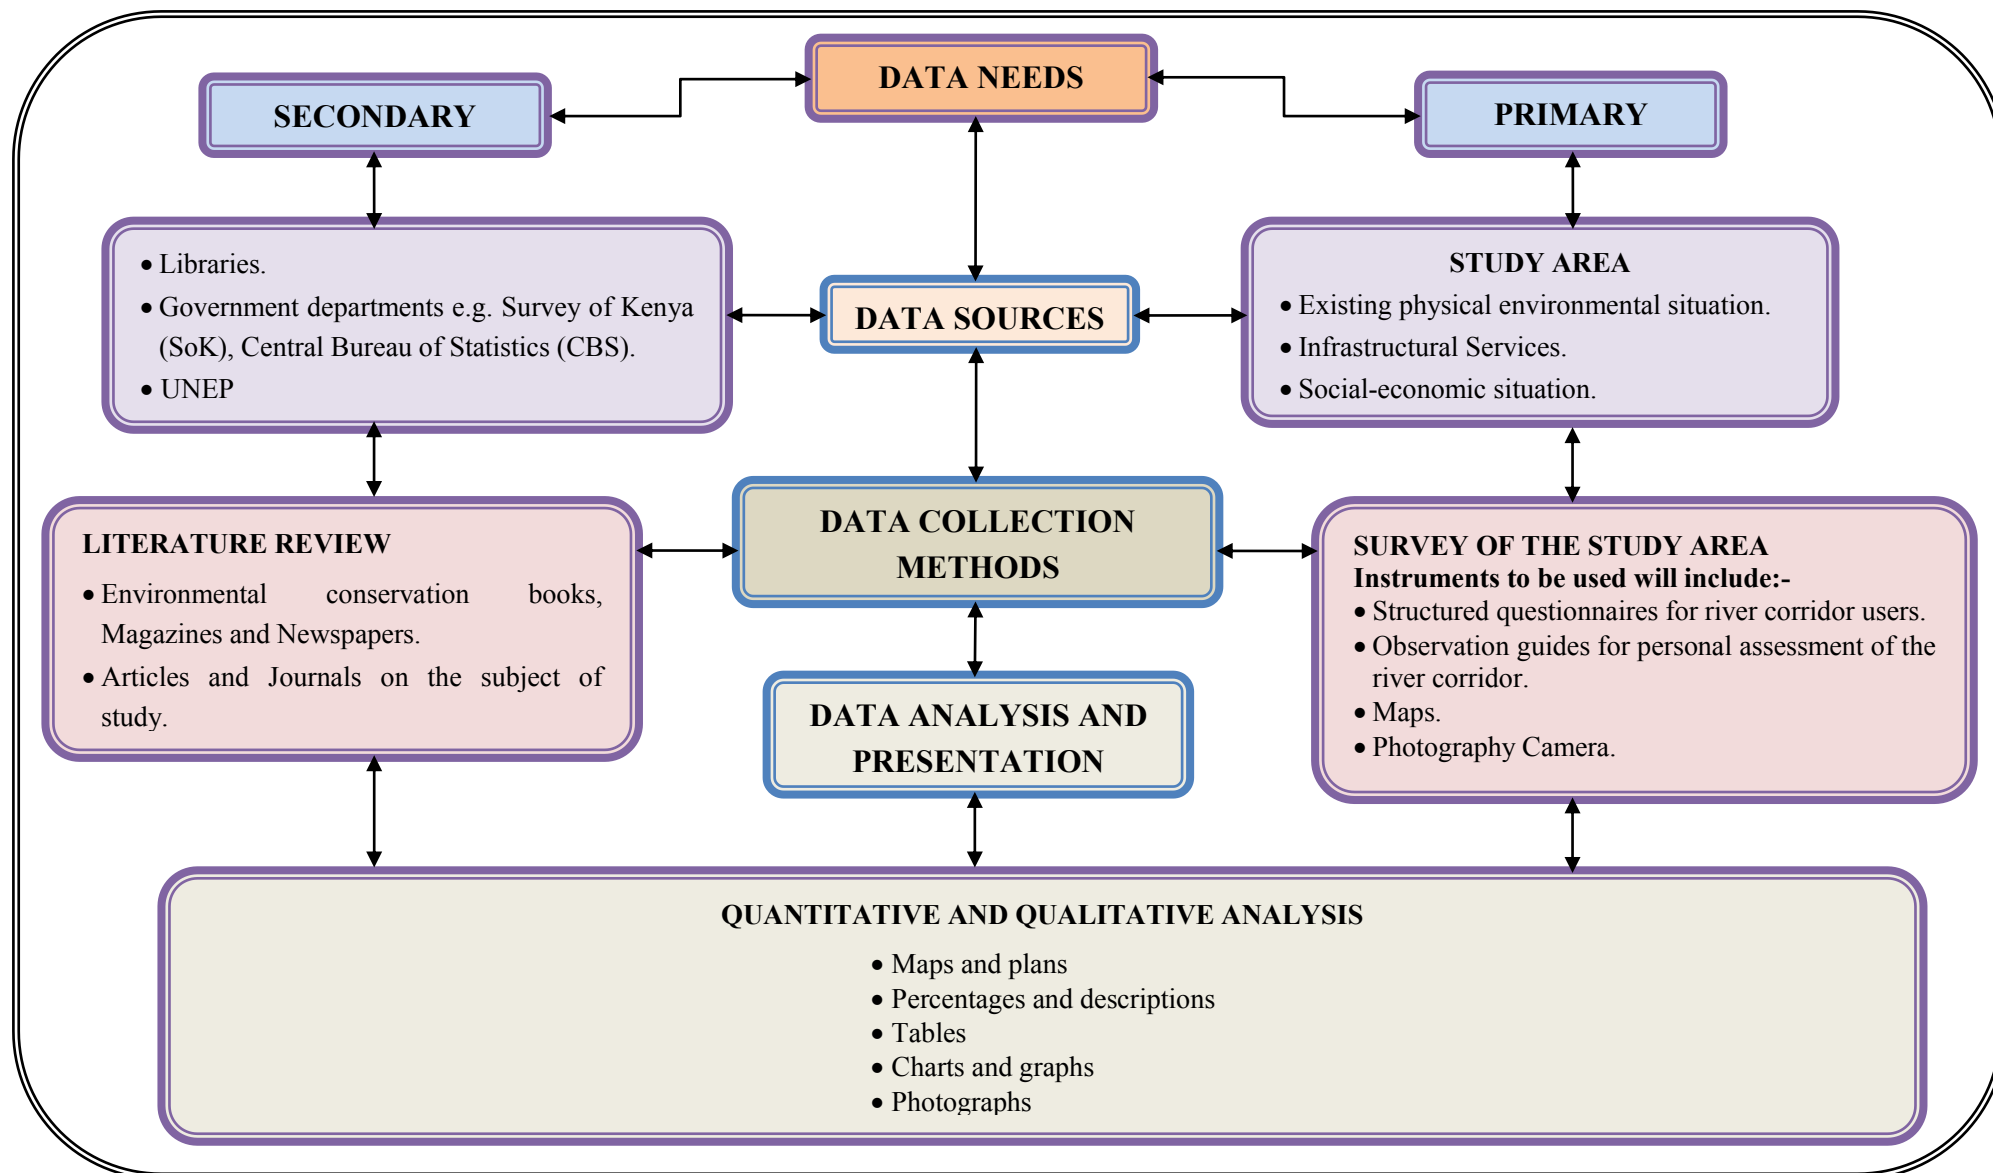 DATA NEEDS
SECONDARY
PRIMARY
• Libraries.
• Government departments e.g. Survey of Kenya
(SoK), Central Bureau of Statistics (CBS).
• UNEP
DATA SOURCES
STUDY AREA
• Existing physical environmental situation.
• Infrastructural Services.
• Social-economic situation.
LITERATURE REVIEW
• Environmental conservation books,
Magazines and Newspapers.
• Articles and Journals on the subject of
study.
DATA COLLECTION
METHODS
SURVEY OF THE STUDY AREA
Instruments to be used will include:-
• Structured questionnaires for river corridor users.
• Observation guides for personal assessment of the
river corridor.
• Maps.
• Photography Camera.
DATA ANALYSIS AND
PRESENTATION
QUANTITATIVE AND QUALITATIVE ANALYSIS
• Maps and plans
• Percentages and descriptions
• Tables
• Charts and graphs
• Photographs